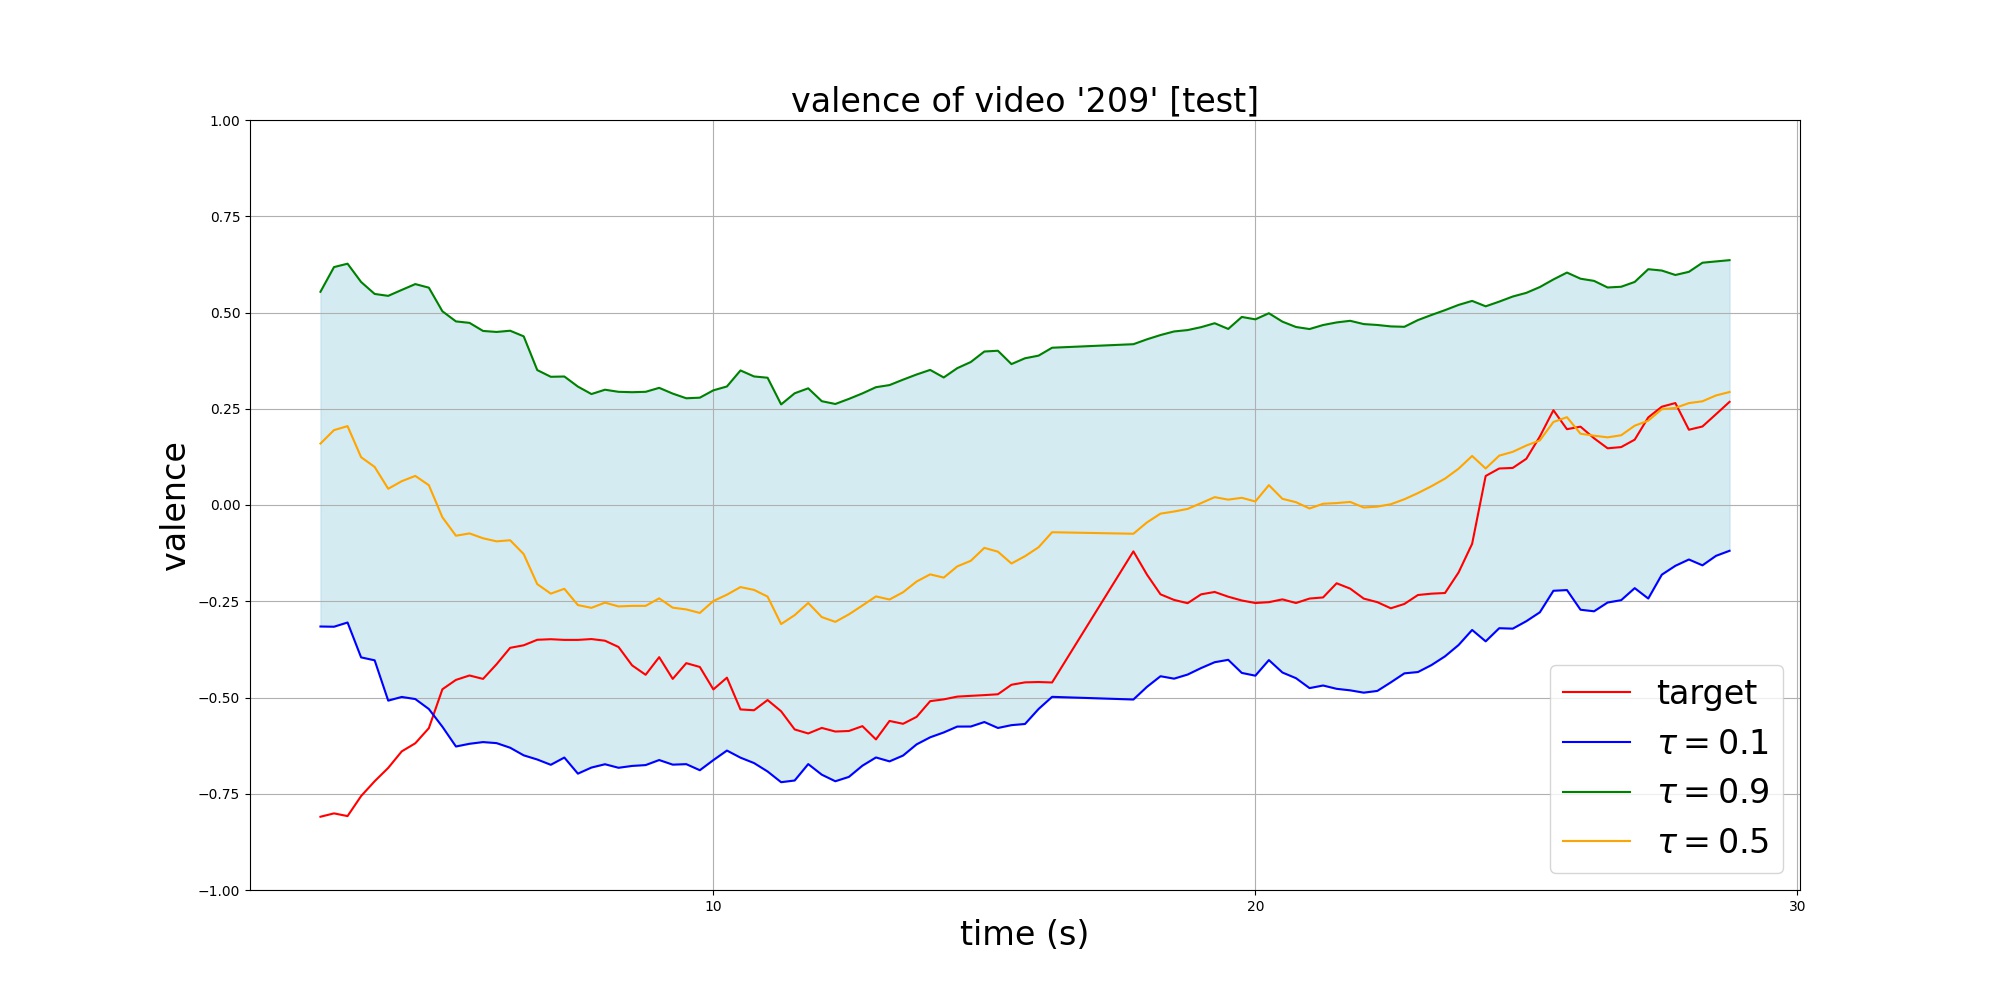 valence of video '209' [test]
1.00
0.75
0.50
0.25
0.00
−0.25
−0.50
−0.75
−1.00
valence
10
20
30
time (s)
target
τ = 0.1
τ = 0.9
τ = 0.5